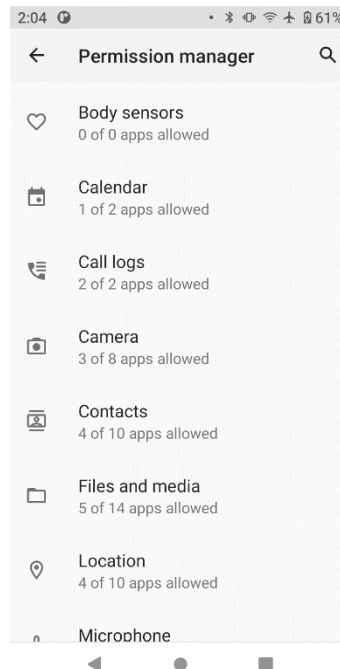 2:04
61%
Permission manager
Body sensors
0 of 0 apps allowed
Calendar
1 of 2 apps allowed
Call logs
2 of 2 apps allowed
Camera
3 of 8 apps allowed
Contacts
4 of 10 apps allowed
Files and media
5 of 14 apps allowed
Location
4 of 10 apps allowed
Microphone